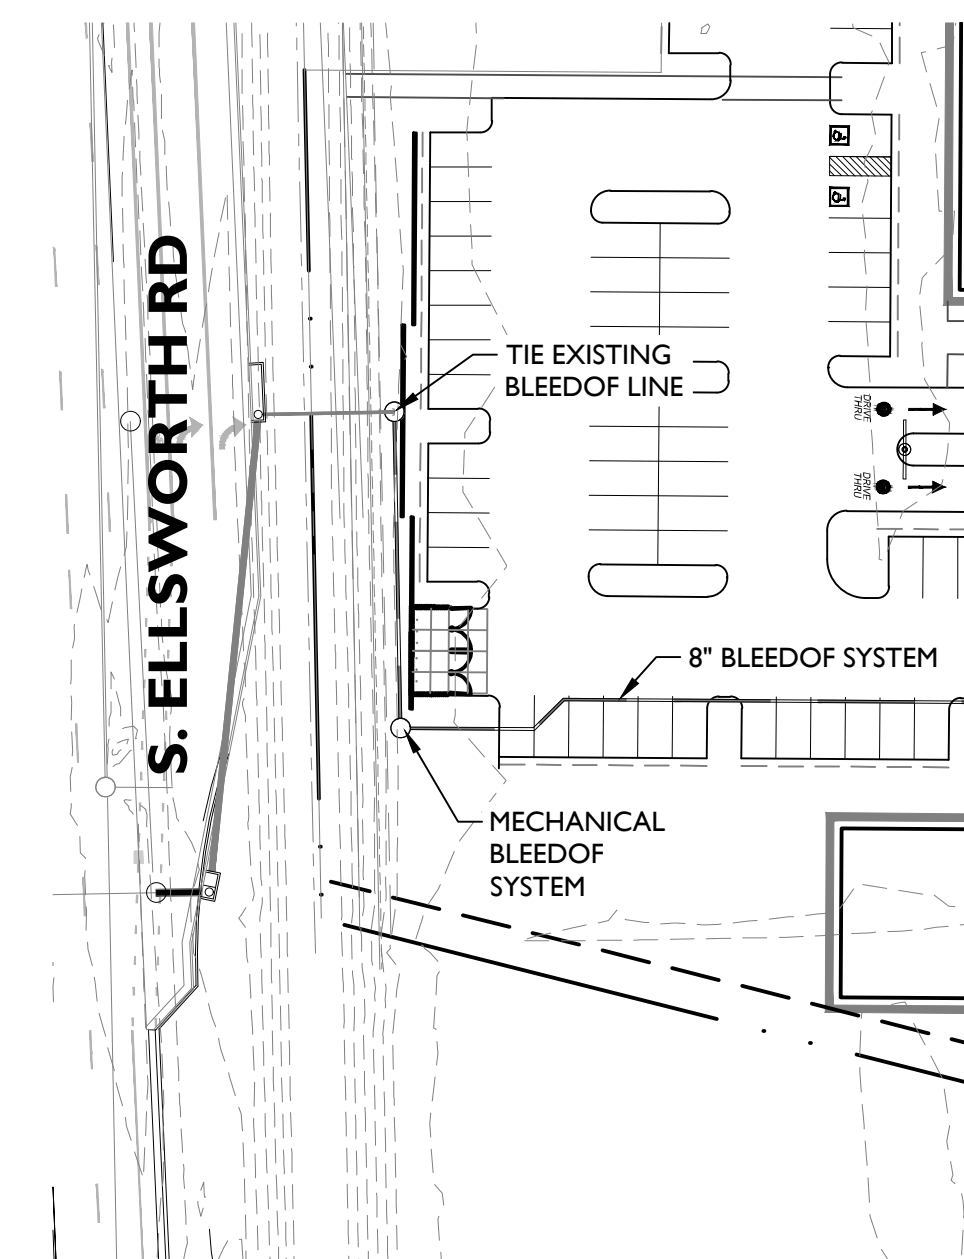 S. ELLSWORTH RD
TIE EXISTING
BLEEDOF LINE
DRIVE
THRU
DRIVE
THRU
8" BLEEDOF SYSTEM
MECHANICAL
BLEEDOF
SYSTEM